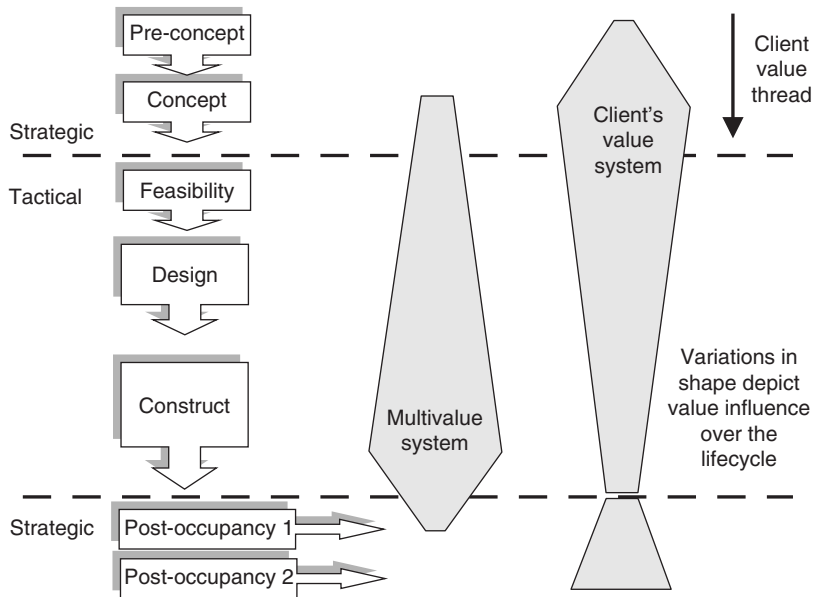 Pre-concept
Concept
Strategic
Tactical
Feasibility
Design
Construct
Strategic
Post-occupancy 1
Post-occupancy 2
Multivalue
system
Client's
value
system
Client
value
thread
Variations in
shape depict
value influence
over the
lifecycle